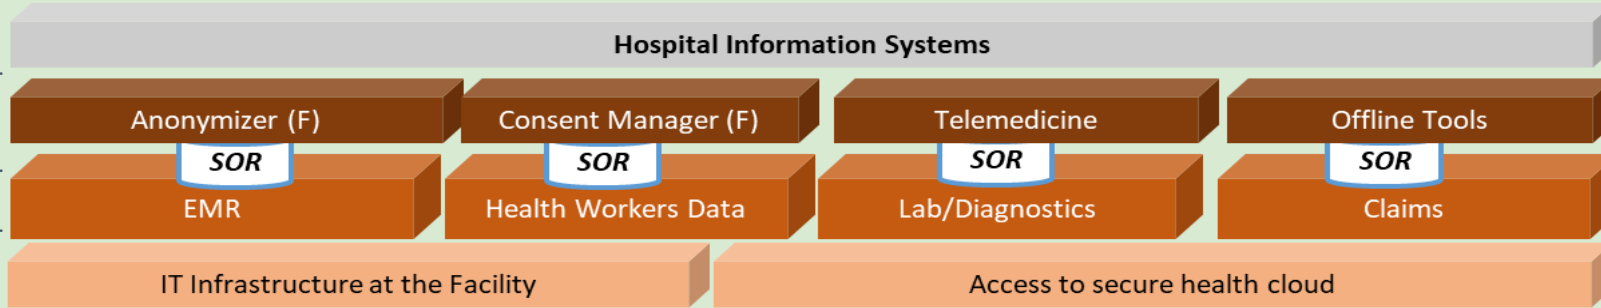 Hospital Information Systems
Anonymizer (F)
Consent Manager (F)
Telemedicine
Offline Tools
SOR
SOR
SOR
SOR
EMR
Health Workers Data
Lab/Diagnostics
Claims
IT Infrastructure at the Facility
Access to secure health cloud